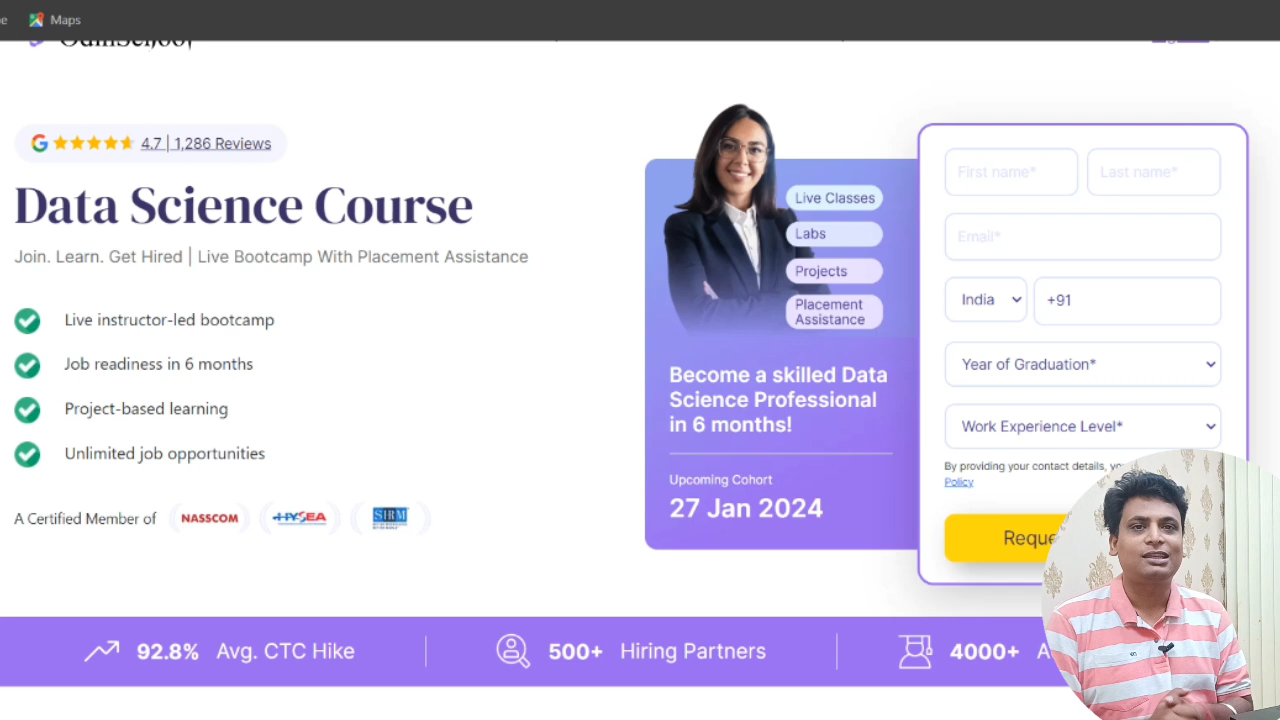 Maps
4.7 | 1,286 Reviews
Data Science Course
Join. Learn. Get Hired | Live Bootcamp With Placement Assistance
Live instructor-led bootcamp
Job readiness in 6 months
Project-based learning
Unlimited job opportunities
A Certified Member of NASSCOM HYSEA SHRM
Live Classes
Labs
Projects
Placement
Assistance
Become a skilled Data
Science Professional
in 6 months!
Upcoming Cohort
27 Jan 2024
First name* Last name*
Email*
India +91
Year of Graduation*
Work Experience Level*
By providing your contact details,
Policy
92.8% Avg. CTC Hike
500+ Hiring Partners
4000+